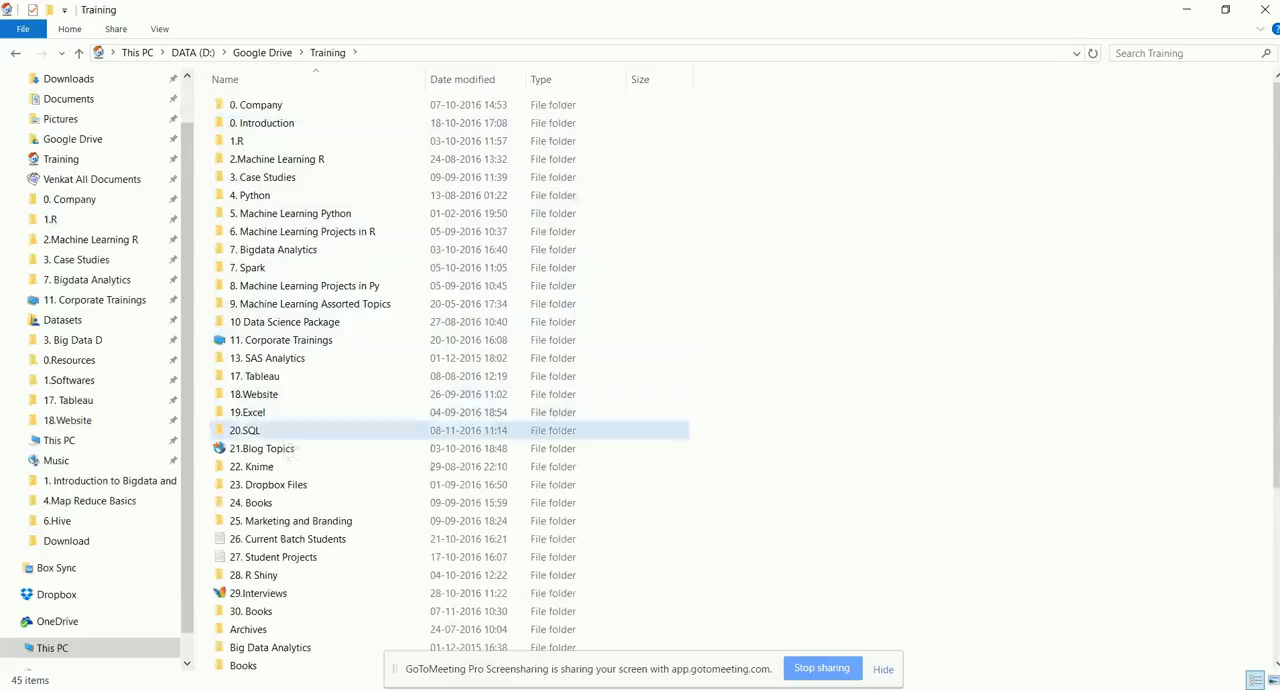 Training
File Home Share View
This PC DATA (D:) Google Drive Training Search Training
Downloads
Documents
Pictures
Google Drive
Training
Venkat All Documents
0. Company
1.R
2.Machine Learning R
3. Case Studies
7. Bigdata Analytics
11. Corporate Trainings
Datasets
3. Big Data D
0.Resources
1.Softwares
17. Tableau
18.Website
This PC
Music
1. Introduction to Bigdata and
4.Map Reduce Basics
6.Hive
Download
Box Sync
Dropbox
OneDrive
This PC
Name Date modified Type Size
0. Company 07-10-2016 14:53 File folder
0. Introduction 18-10-2016 17:08 File folder
1.R 03-10-2016 11:57 File folder
2.Machine Learning R 24-08-2016 13:32 File folder
3. Case Studies 09-09-2016 11:39 File folder
4. Python 13-08-2016 01:22 File folder
5. Machine Learning Python 01-02-2016 19:50 File folder
6. Machine Learning Projects in R 05-09-2016 10:37 File folder
7. Bigdata Analytics 03-10-2016 16:40 File folder
7. Spark 05-10-2016 11:05 File folder
8. Machine Learning Projects in Py 05-09-2016 10:45 File folder
9. Machine Learning Assorted Topics 20-05-2016 17:34 File folder
10 Data Science Package 27-08-2016 10:40 File folder
11. Corporate Trainings 20-10-2016 16:08 File folder
13. SAS Analytics 01-12-2015 18:02 File folder
17. Tableau 08-08-2016 12:19 File folder
18.Website 26-09-2016 11:02 File folder
19.Excel 04-09-2016 18:54 File folder
20.SQL 08-11-2016 11:14 File folder
21.Blog Topics 03-10-2016 18:48 File folder
22. Knime 29-08-2016 22:10 File folder
23. Dropbox Files 01-09-2016 16:50 File folder
24. Books 09-09-2016 15:59 File folder
25. Marketing and Branding 09-09-2016 18:24 File folder
26. Current Batch Students 21-10-2016 16:21 File folder
27. Student Projects 17-10-2016 16:07 File folder
28. R Shiny 04-10-2016 12:22 File folder
29.Interviews 28-10-2016 11:22 File folder
30. Books 07-11-2016 10:30 File folder
Archives 24-07-2016 10:04 File folder
Big Data Analytics 01-12-2015 16:38 File folder
Books
GoToMeeting Pro Screensharing is sharing your screen with app.gotomeeting.com. Stop sharing Hide
45 items